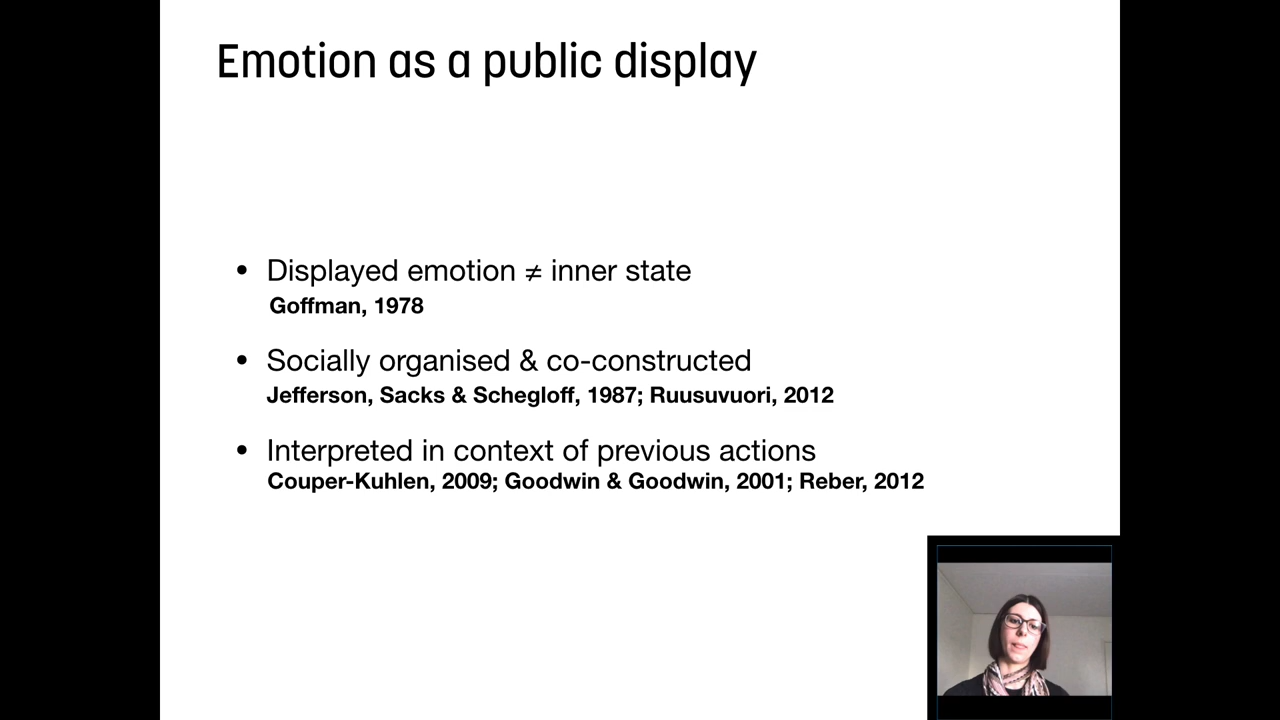 Emotion as a public display
• Displayed emotion ≠ inner state
Goffman, 1978
• Socially organised & co-constructed
Jefferson, Sacks & Schegloff, 1987; Ruusuvuori, 2012
• Interpreted in context of previous actions
Couper-Kuhlen, 2009; Goodwin & Goodwin, 2001; Reber, 2012